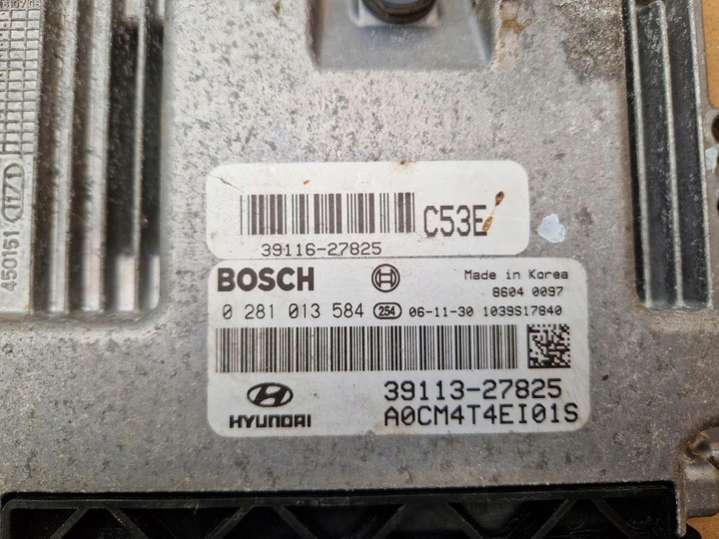 C53E
39116-27825
BOSCH
Made in Korea
8604 0097
0 281 013 584 254 06-11-30 1039S17840
39113-27825
HYUNDAI A0CM4T4EI01S
450151